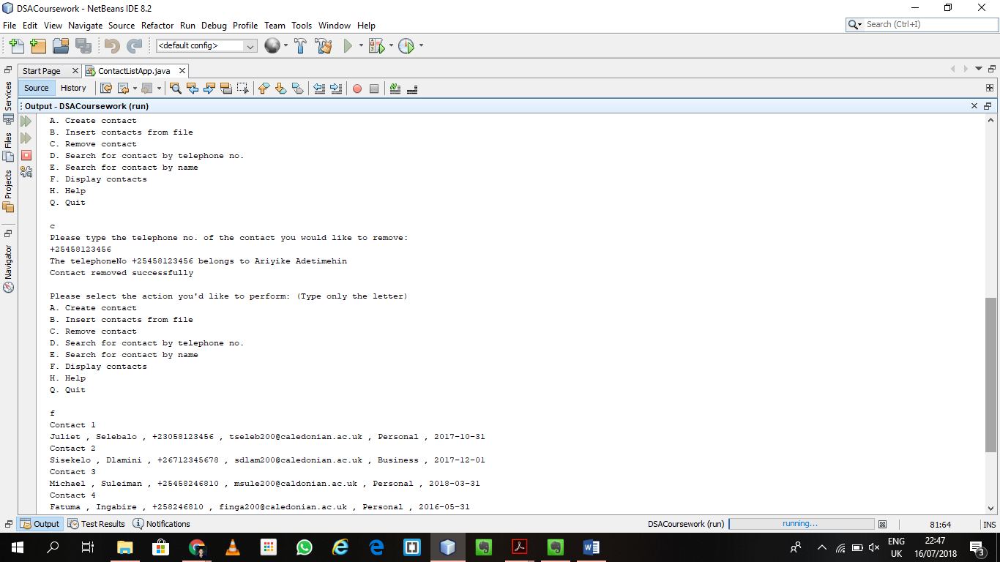 DSACoursework - NetBeans IDE 8.2
File Edit View Navigate Source Refactor Run Debug Profile Team Tools Window Help
Search (Ctrl+I)
<default config>
Start Page
ContactListApp.java
Source History
Services
Files
Projects
Navigator
Output - DSACoursework (run)
A. Create contact
B. Insert contacts from file
C. Remove contact
D. Search for contact by telephone no.
E. Search for contact by name
F. Display contacts
H. Help
Q. Quit
c
Please type the telephone no. of the contact you would like to remove:
+25458123456
The telephoneNo +25458123456 belongs to Ariyike Adetimehin
Contact removed successfully
Please select the action you'd like to perform: (Type only the letter)
A. Create contact
B. Insert contacts from file
C. Remove contact
D. Search for contact by telephone no.
E. Search for contact by name
F. Display contacts
H. Help
Q. Quit
f
Contact 1
Juliet , Selebalo , +23058123456 , tseleb200@caledonian.ac.uk , Personal , 2017-10-31
Contact 2
Sisekelo , Dlamini , +26712345678 , sdlam200@caledonian.ac.uk , Business , 2017-12-01
Contact 3
Michael , Suleiman , +25458246810 , msule200@caldonian.ac.uk , Personal , 2018-03-31
Contact 4
Fatuma , Ingabire , +258246810 , finga200@caledonian.ac.uk , Personal , 2016-05-31
Output Test Results Notifications
DSACoursework (run) running... 81:64 INS
ENG
UK
22:47
16/07/2018
3